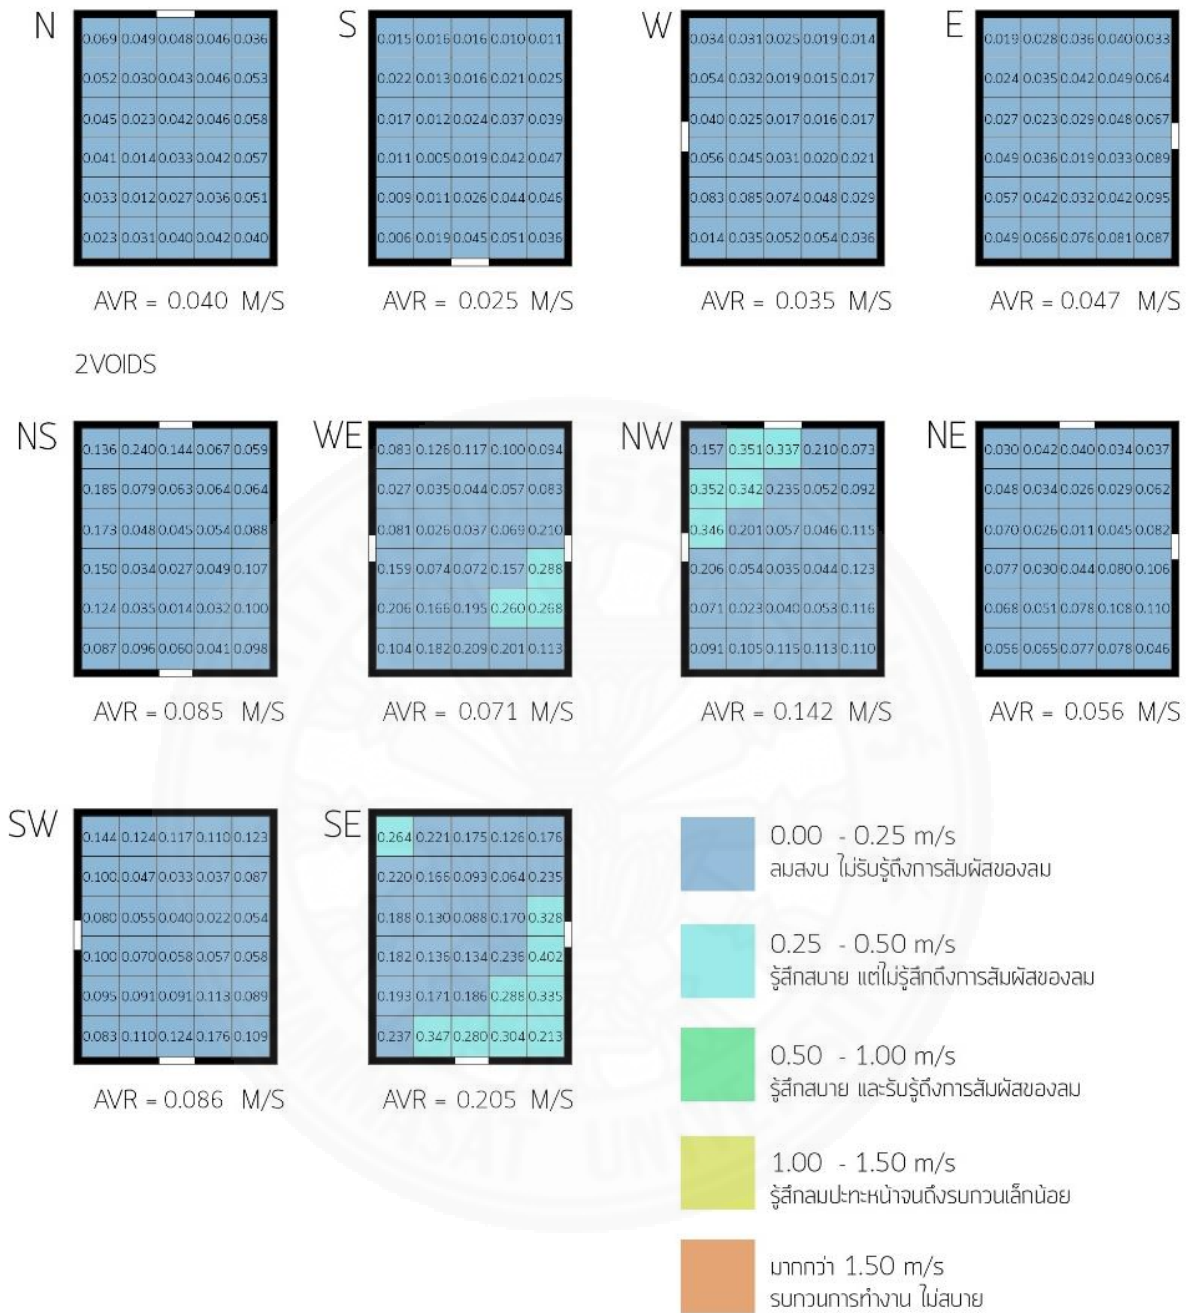 N S W E
0.069 0.049 0.048 0.046 0.036 0.015 0.016 0.016 0.010 0.011 0.034 0.031 0.025 0.019 0.014 0.019 0.028 0.036 0.040 0.033
0.052 0.030 0.043 0.046 0.053 0.022 0.013 0.016 0.021 0.025 0.054 0.032 0.019 0.015 0.017 0.024 0.035 0.042 0.049 0.064
0.045 0.023 0.042 0.046 0.058 0.017 0.012 0.024 0.037 0.039 0.040 0.025 0.017 0.016 0.017 0.027 0.023 0.029 0.048 0.067
0.041 0.014 0.033 0.042 0.057 0.011 0.005 0.019 0.042 0.047 0.056 0.045 0.031 0.020 0.021 0.049 0.036 0.019 0.033 0.089
0.033 0.012 0.027 0.036 0.051 0.009 0.011 0.026 0.044 0.046 0.083 0.085 0.074 0.048 0.029 0.057 0.042 0.032 0.042 0.095
0.023 0.031 0.040 0.042 0.040 0.006 0.019 0.045 0.051 0.036 0.014 0.035 0.052 0.054 0.036 0.049 0.066 0.076 0.081 0.087
AVR = 0.040 M/S AVR = 0.025 M/S AVR = 0.035 M/S AVR = 0.047 M/S
2VOIDS
NS WE NW NE
0.136 0.240 0.144 0.067 0.059 0.083 0.126 0.117 0.100 0.094 0.157 0.351 0.337 0.210 0.073 0.030 0.042 0.040 0.034 0.037
0.185 0.079 0.063 0.064 0.064 0.027 0.035 0.044 0.057 0.083 0.352 0.342 0.235 0.052 0.092 0.048 0.034 0.026 0.029 0.062
0.173 0.048 0.045 0.054 0.088 0.081 0.026 0.037 0.069 0.210 0.346 0.201 0.057 0.046 0.115 0.070 0.026 0.011 0.045 0.082
0.150 0.034 0.027 0.049 0.107 0.159 0.074 0.072 0.157 0.288 0.206 0.054 0.035 0.044 0.123 0.077 0.030 0.044 0.080 0.106
0.124 0.035 0.014 0.032 0.100 0.206 0.166 0.195 0.260 0.268 0.071 0.023 0.040 0.053 0.116 0.068 0.051 0.078 0.108 0.110
0.087 0.096 0.060 0.041 0.098 0.104 0.182 0.209 0.201 0.113 0.091 0.105 0.115 0.113 0.110 0.056 0.065 0.077 0.078 0.046
AVR = 0.085 M/S AVR = 0.071 M/S AVR = 0.142 M/S AVR = 0.056 M/S
SW SE
0.144 0.124 0.117 0.110 0.123 0.264 0.221 0.175 0.126 0.176
0.100 0.047 0.033 0.037 0.087 0.220 0.166 0.093 0.064 0.235
0.080 0.055 0.040 0.022 0.054 0.188 0.130 0.088 0.170 0.328
0.100 0.070 0.058 0.057 0.058 0.182 0.136 0.134 0.236 0.402
0.095 0.091 0.091 0.113 0.089 0.193 0.171 0.186 0.288 0.335
0.083 0.110 0.124 0.176 0.109 0.237 0.347 0.280 0.304 0.213
AVR = 0.086 M/S AVR = 0.205 M/S
0.00 - 0.25 m/s
ลมสงบ ไม่รับรู้ถึงการสัมผัสของลม
0.25 - 0.50 m/s
รู้สึกสบาย แต่ไม่รู้สึกถึงการสัมผัสของลม
0.50 - 1.00 m/s
รู้สึกสบาย และรับรู้ถึงการสัมผัสของลม
1.00 - 1.50 m/s
รู้สึกลมปะทะหน้าจนถึงรบกวนเล็กน้อย
มากกว่า 1.50 m/s
รบกวนการทำงาน ไม่สบาย